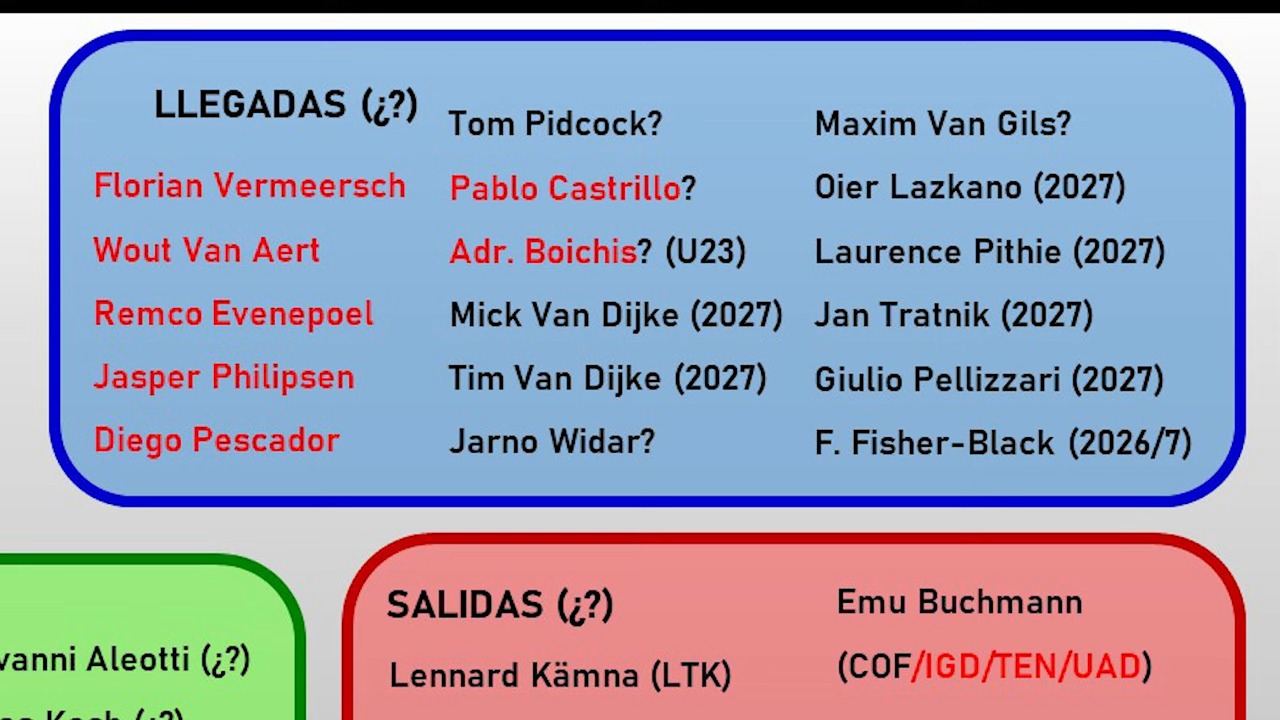 LLEGADAS (¿?)
Florian Vermeersch
Wout Van Aert
Remco Evenepoel
Jasper Philipsen
Diego Pescador
Tom Pidcock?
Pablo Castrillo?
Adr. Boichis? (U23)
Mick Van Dijke (2027)
Tim Van Dijke (2027)
Jarno Widar?
Maxim Van Gils?
Oier Lazkano (2027)
Laurence Pithie (2027)
Jan Tratnik (2027)
Giulio Pellizzari (2027)
F. Fisher-Black (2026/7)
vanni Aleotti (¿?)
SALIDAS (¿?)
Lennard Kämna (LTK)
Emu Buchmann
(COF/IGD/TEN/UAD)